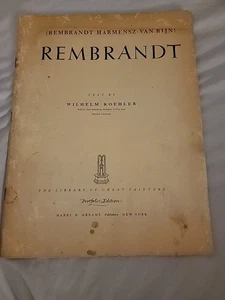 (REMBRANDT HARMENSZ VAN RIJN)
REMBRANDT
TEXT BY
WILHELM KOEHLER
THE LIBRARY OF GREAT PAINTERS
Portfolio Edition
HARRY N. ABRAMS Publishers NEW YORK